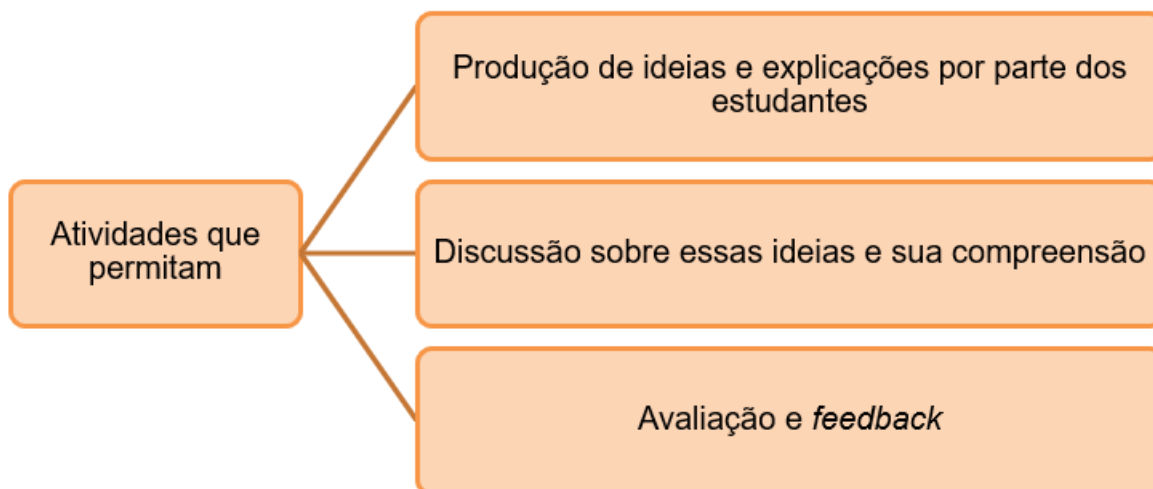 Atividades que
permitam
Produção de ideias e explicações por parte dos
estudantes
Discussão sobre essas ideias e sua compreensão
Avaliação e feedback